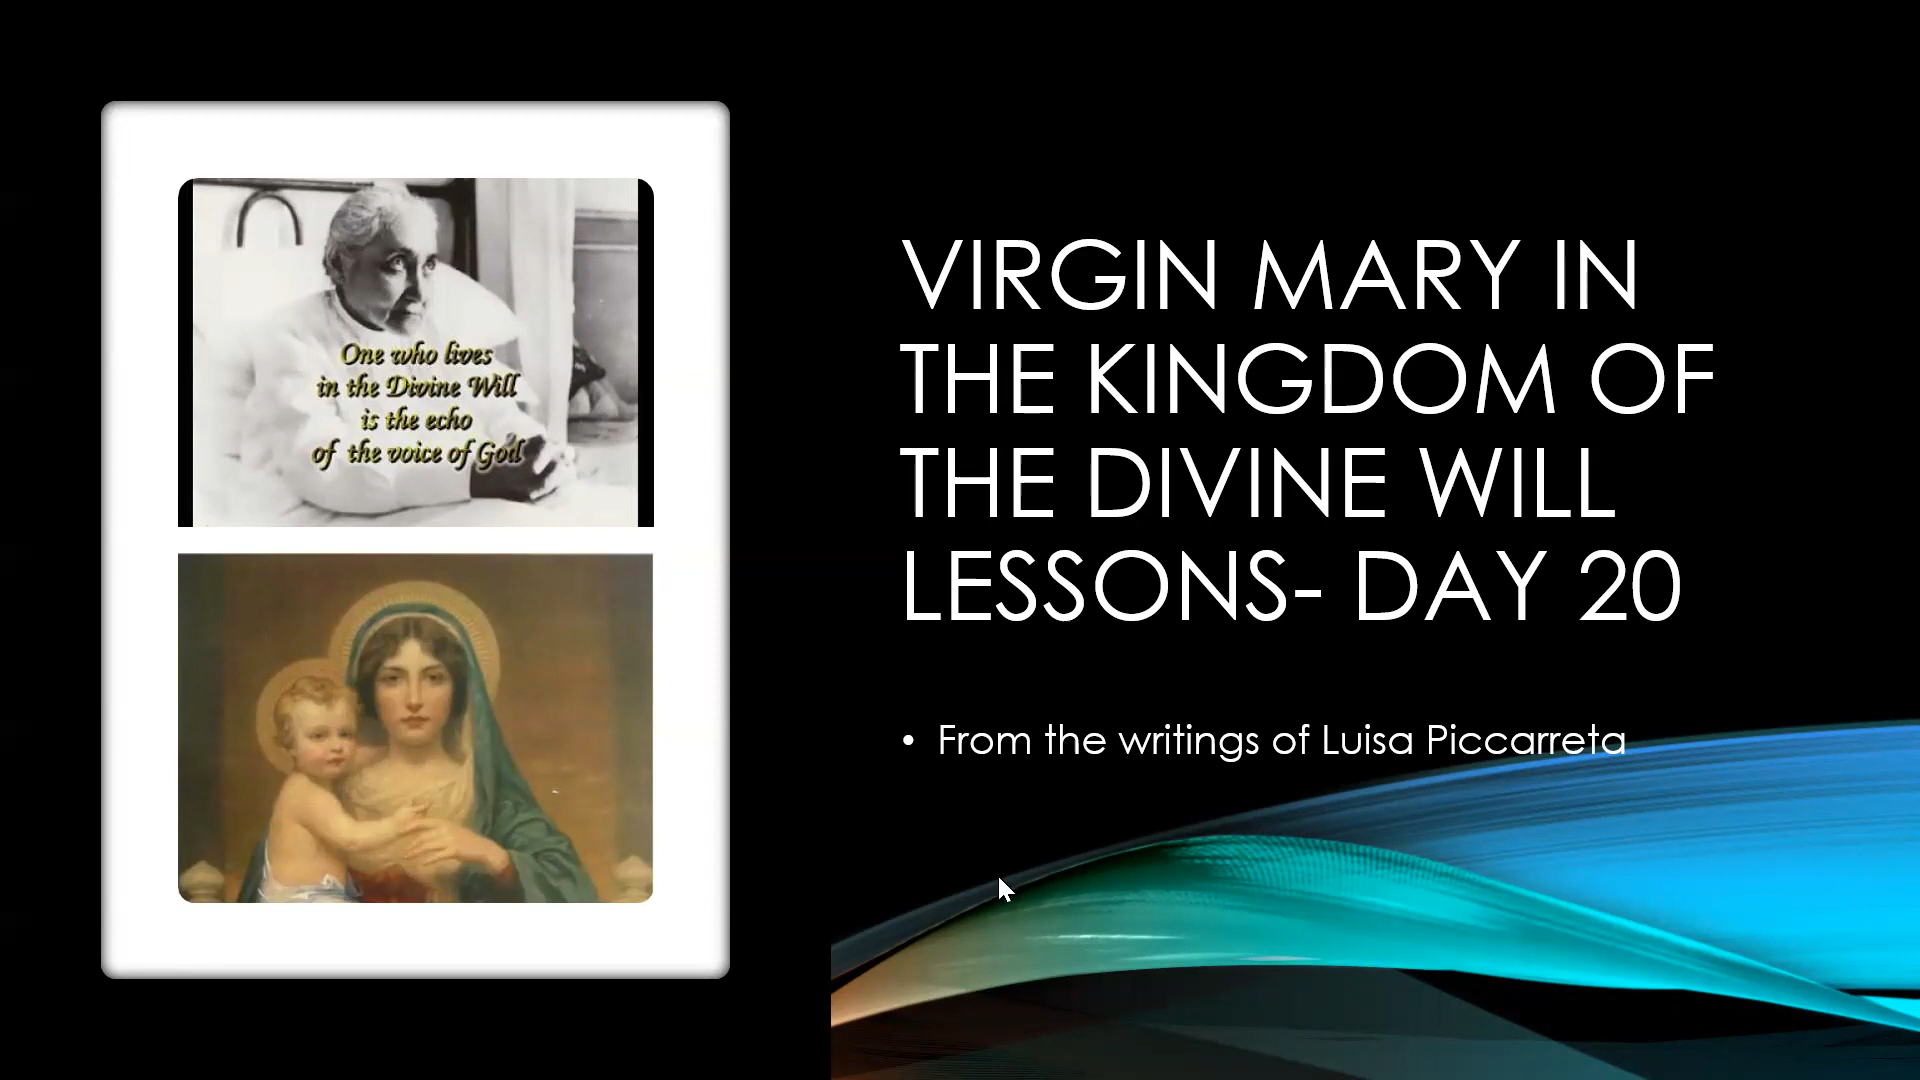 One who lives
in the Divine Will
is the echo
of the voice of God
VIRGIN MARY IN
THE KINGDOM OF
THE DIVINE WILL
LESSONS- DAY 20
• From the writings of Luisa Piccarreta